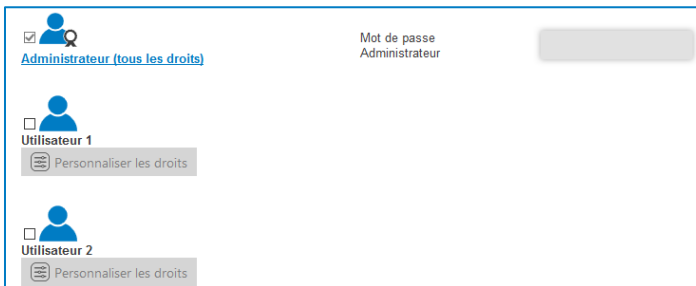 Mot de passe
Administrateur
Administrateur (tous les droits)
Utilisateur 1
Personnaliser les droits
Utilisateur 2
Personnaliser les droits